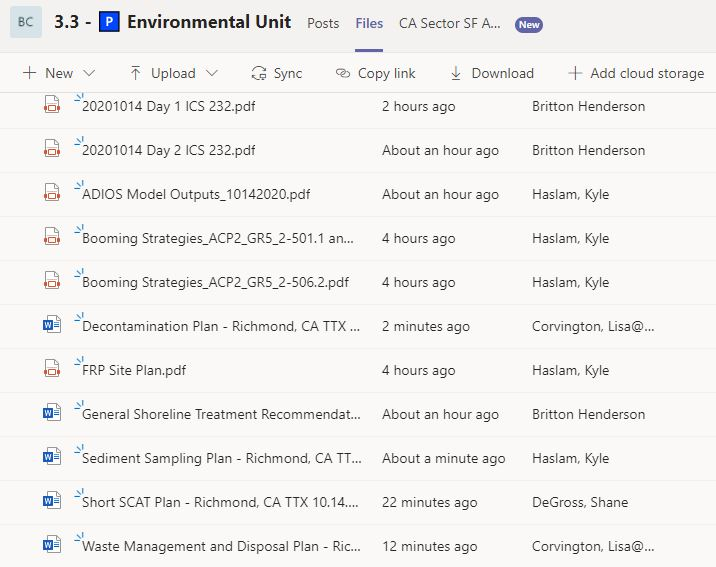 BC 3.3 - P Environmental Unit Posts Files CA Sector SF A... New
New Upload Sync Copy link Download Add cloud storage
20201014 Day 1 ICS 232.pdf 2 hours ago Britton Henderson
20201014 Day 2 ICS 232.pdf About an hour ago Britton Henderson
ADIOS Model Outputs_10142020.pdf About an hour ago Haslam, Kyle
Booming Strategies_ACP2_GR5_2-501.1 an... 4 hours ago Haslam, Kyle
Booming Strategies_ACP2_GR5_2-506.2.pdf 4 hours ago Haslam, Kyle
Decontamination Plan - Richmond, CA TTX ... 2 minutes ago Corvington, Lisa@...
FRP Site Plan.pdf 4 hours ago Haslam, Kyle
General Shoreline Treatment Recommendat... About an hour ago Britton Henderson
Sediment Sampling Plan - Richmond, CA TT... About a minute ago Haslam, Kyle
Short SCAT Plan - Richmond, CA TTX 10.14.... 22 minutes ago DeGross, Shane
Waste Management and Disposal Plan - Ric... 12 minutes ago Corvington, Lisa@...